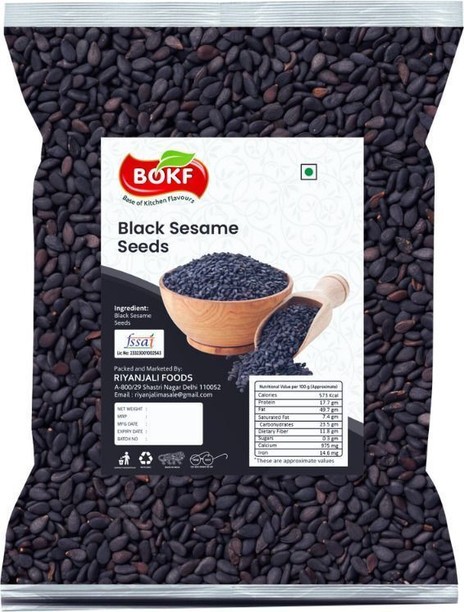 BOKF
Base of Kitchen Flavours
Black Sesame
Seeds
Ingredient:
Black Sesame
Seeds
fssai
Packed and Marketed By:
RIYANJALI FOODS
A-800/29 Shastri Nagar Delhi 110052
Email : riyanjalimasale@gmail.com
NET WEIGHT :
MRP :
MFG DATE :
EXPIRY DATE :
BATCH NO :
Nutritional Value per 100 g (Approximate)
Calories 573 Kcal
Protein 17.7 gm
Fat 49.7 gm
Saturated Fat 7.4 gm
Carbohydrates 23.5 gm
Dietary Fiber 11.8 gm
Sugars 0.3 gm
Calcium 975 mg
Iron 14.6 mg
*These are approximate values